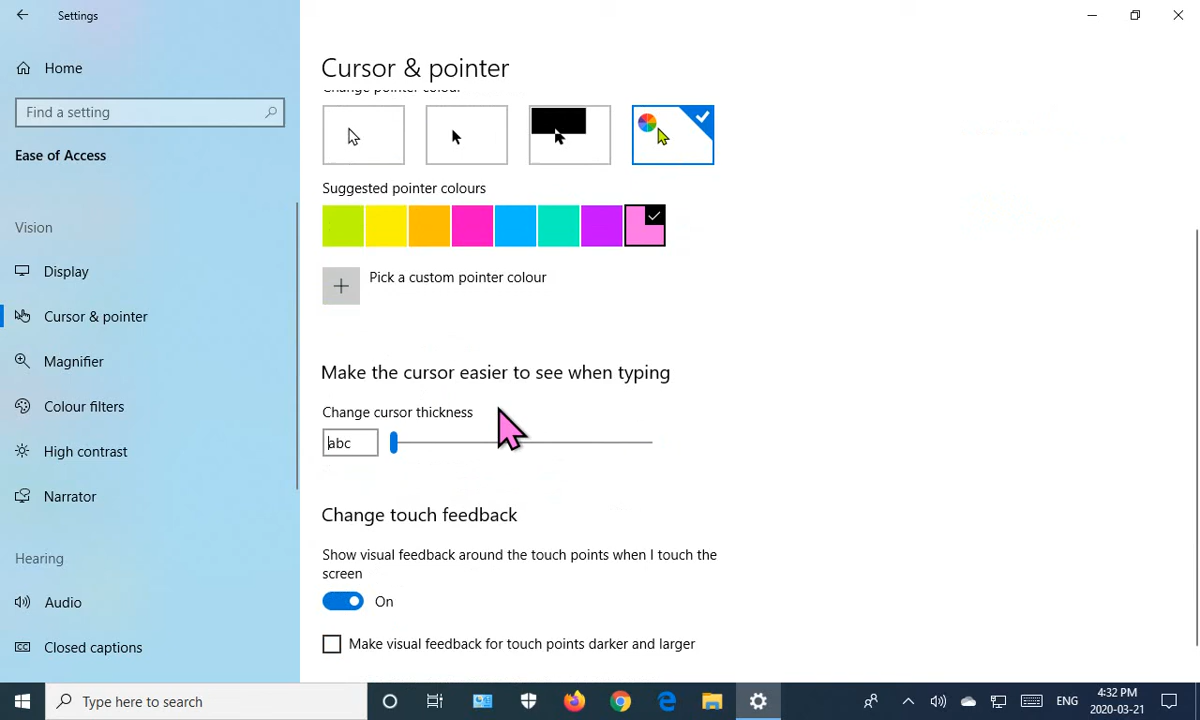 Settings
Home
Find a setting
Ease of Access
Vision
Display
Cursor & pointer
Magnifier
Colour filters
High contrast
Narrator
Hearing
Audio
Closed captions
Cursor & pointer
Change pointer colour
Suggested pointer colours
Pick a custom pointer colour
Make the cursor easier to see when typing
Change cursor thickness
abc
Change touch feedback
Show visual feedback around the touch points when I touch the
screen
On
Make visual feedback for touch points darker and larger
Type here to search
ENG
4:32 PM
2020-03-21